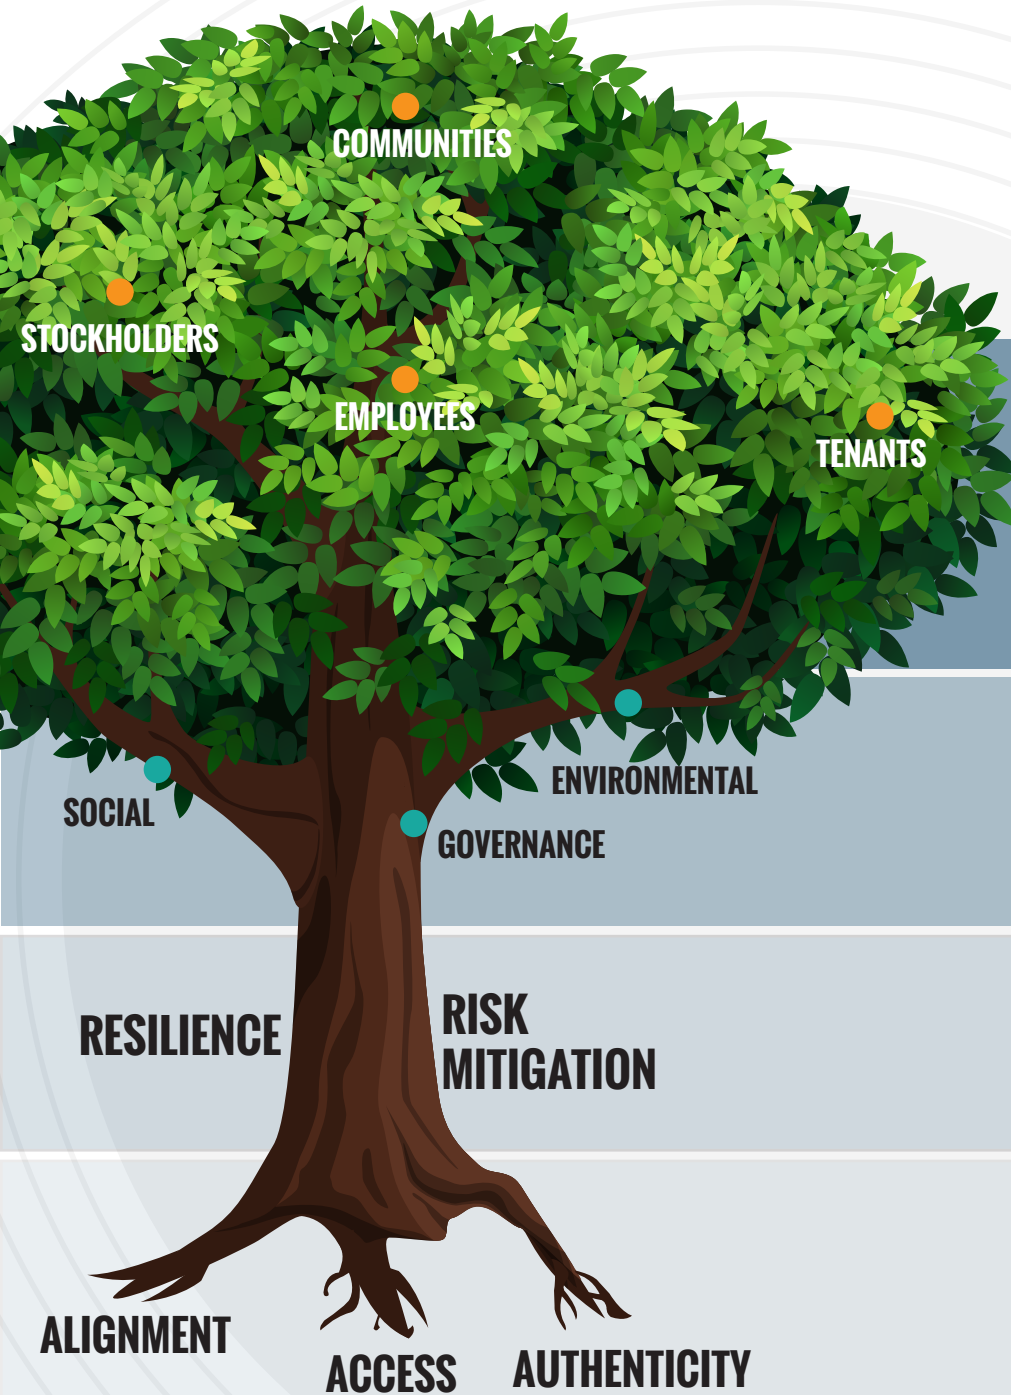 COMMUNITIES
STOCKHOLDERS
EMPLOYEES
TENANTS
ENVIRONMENTAL
SOCIAL
GOVERNANCE
RESILIENCE
RISK
MITIGATION
ALIGNMENT
ACCESS
AUTHENTICITY